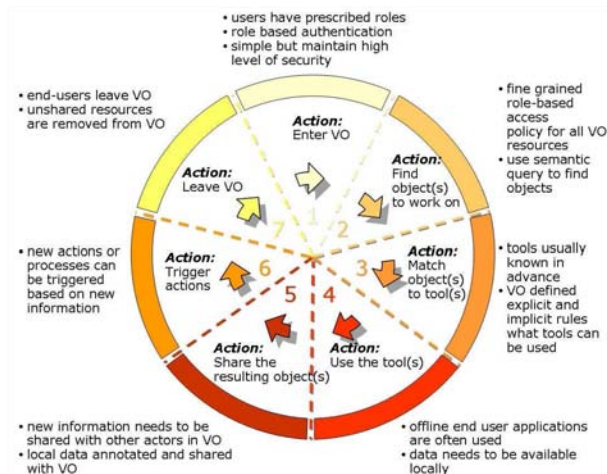 • users have prescribed roles
• role based authentication
• simple but maintain high
level of security
Action:
Enter VO
1
• fine grained
role-based
access
policy for all VO
resources
• use semantic
query to find
objects
Action:
Find
object(s)
to work on
2
• tools usually
known in
advance
• VO defined
explicit and
implicit rules
what tools can
be used
Action:
Match
object(s)
to tool(s)
3
• offline end user applications
are often used
• data needs to be available
locally
Action:
Use the tool(s)
4
• new information needs to be
shared with other actors in VO
• local data annotated and shared
with VO
Action:
Share the
resulting object(s)
5
• new actions or
processes can
be triggered
based on new
information
Action:
Trigger
actions
6
• end-users leave VO
• unshared resources
are removed from VO
Action:
Leave VO
7